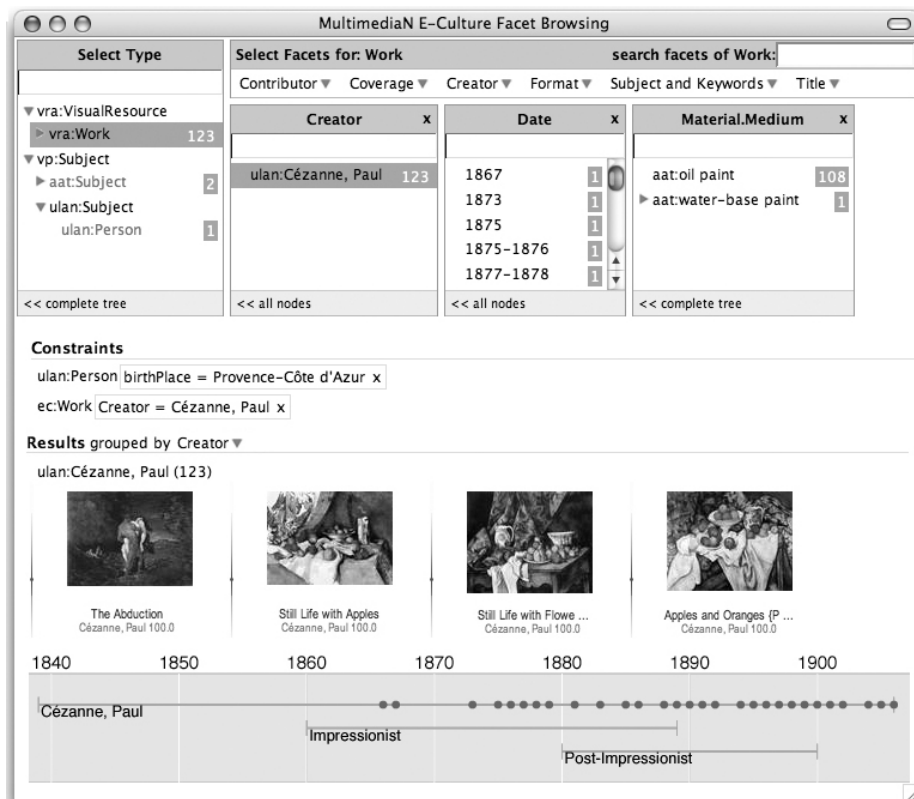 MultimediaN E-Culture Facet Browsing
Select Type
Select Facets for: Work
search facets of Work:
Contributor ▼ Coverage ▼ Creator ▼ Format ▼ Subject and Keywords ▼ Title ▼
▼ vra:VisualResource
▶ vra:Work 123
▼ vp:Subject
▶ aat:Subject 2
▼ ulan:Subject
ulan:Person 1
<< complete tree
Creator x
ulan:Cézanne, Paul 123
<< all nodes
Date x
1867 1
1873 1
1875 1
1875-1876 1
1877-1878 1
<< all nodes
Material.Medium x
aat:oil paint 108
▶ aat:water-base paint 1
<< complete tree
Constraints
ulan:Person birthPlace = Provence-Côte d'Azur x
ec:Work Creator = Cézanne, Paul x
Results grouped by Creator ▼
ulan:Cézanne, Paul (123)
The Abduction
Cézanne, Paul 100.0
Still Life with Apples
Cézanne, Paul 100.0
Still Life with Flowe ...
Cézanne, Paul 100.0
Apples and Oranges {P ...
Cézanne, Paul 100.0
1840 1850 1860 1870 1880 1890 1900
Cézanne, Paul
Impressionist
Post-Impressionist